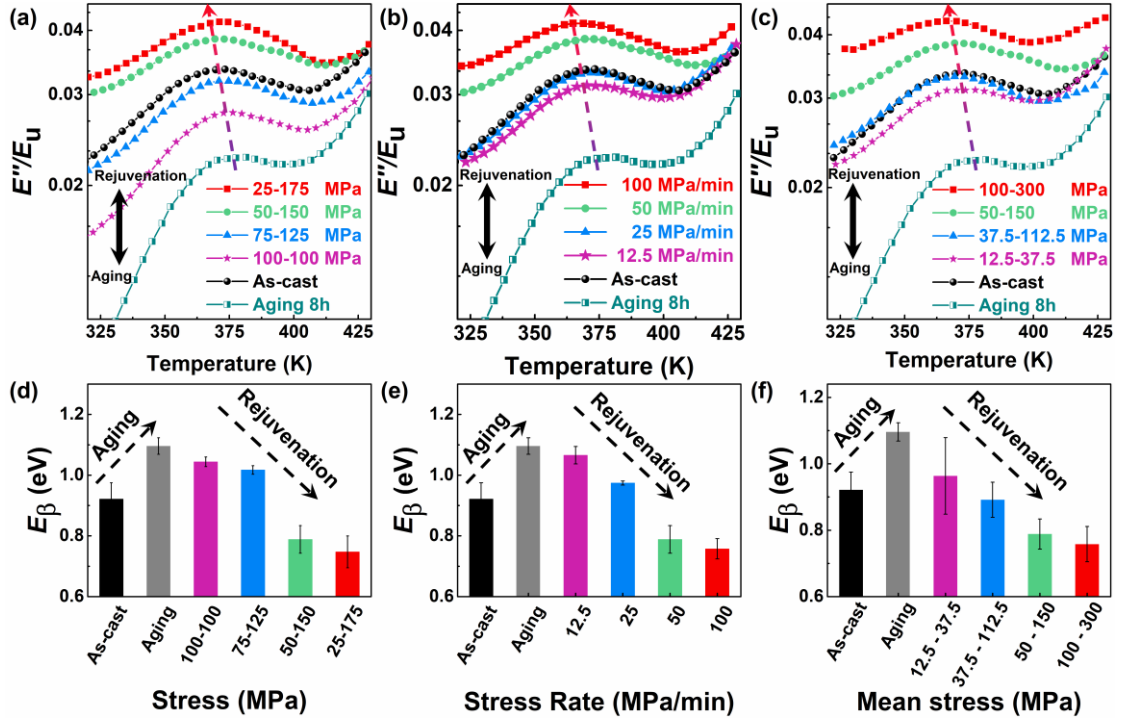 (a)
0.04
0.03
0.02
E''/Eu
Rejuvenation
Aging
25-175 MPa
50-150 MPa
75-125 MPa
100-100 MPa
As-cast
Aging 8h
325 350 375 400 425
Temperature (K)
(b)
0.04
0.03
0.02
E''/Eu
Rejuvenation
Aging
100 MPa/min
50 MPa/min
25 MPa/min
12.5 MPa/min
As-cast
Aging 8h
325 350 375 400 425
Temperature (K)
(c)
0.04
0.03
0.02
E''/Eu
Rejuvenation
Aging
100-300 MPa
50-150 MPa
37.5-112.5 MPa
12.5-37.5 MPa
As-cast
Aging 8h
325 350 375 400 425
Temperature (K)
(d)
1.2
1.0
0.8
0.6
Eβ (eV)
Aging
Rejuvenation
As-cast
Aging
100-100
75-125
50-150
25-175
Stress (MPa)
(e)
1.2
1.0
0.8
0.6
Eβ (eV)
Aging
Rejuvenation
As-cast
Aging
12.5
25
50
100
Stress Rate (MPa/min)
(f)
1.2
1.0
0.8
0.6
Eβ (eV)
Aging
Rejuvenation
As-cast
Aging
12.5 - 37.5
37.5 - 112.5
50 - 150
100 - 300
Mean stress (MPa)